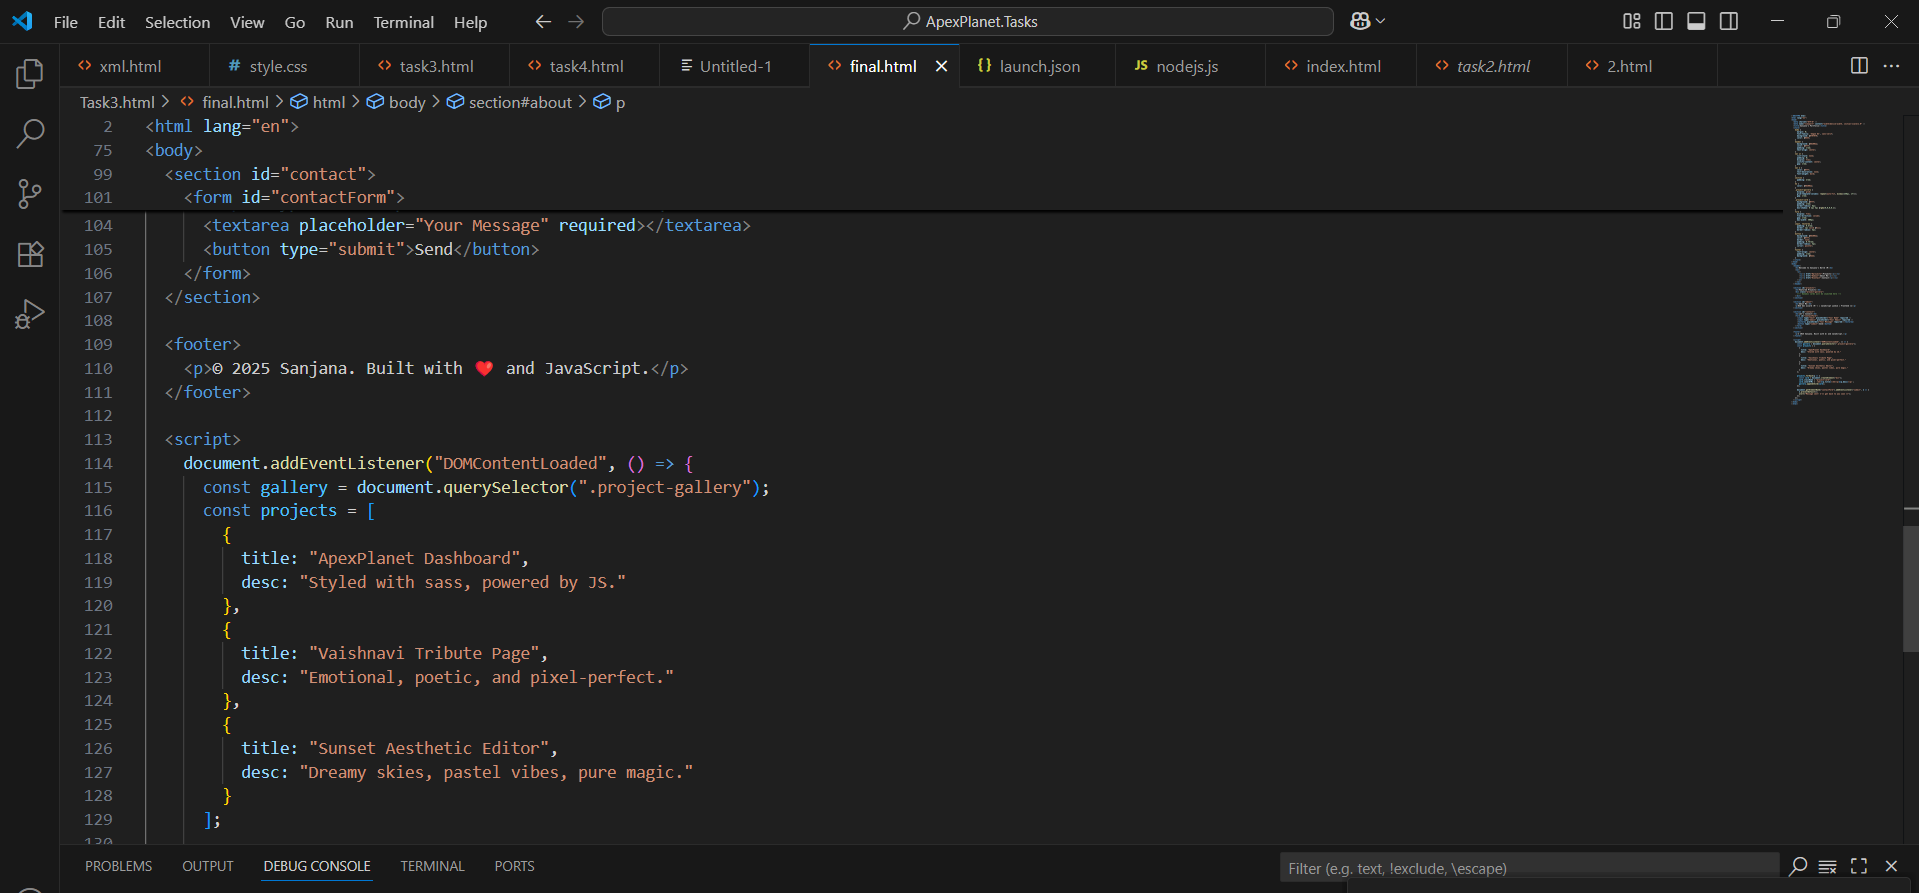 File Edit Selection View Go Run Terminal Help ApexPlanet.Tasks
xml.html # style.css task3.html task4.html Untitled-1 final.html {} launch.json JS nodejs.js index.html task2.html 2.html
Task3.html > final.html > html > body > section#about > p
2 <html lang="en">
75 <body>
99 <section id="contact">
101 <form id="contactForm">
104 <textarea placeholder="Your Message" required></textarea>
105 <button type="submit">Send</button>
106 </form>
107 </section>
108
109 <footer>
110 <p>© 2025 Sanjana. Built with ❤️ and JavaScript.</p>
111 </footer>
112
113 <script>
114 document.addEventListener("DOMContentLoaded", () => {
115 const gallery = document.querySelector(".project-gallery");
116 const projects = [
117 {
118 title: "ApexPlanet Dashboard",
119 desc: "Styled with sass, powered by JS."
120 },
121 {
122 title: "Vaishnavi Tribute Page",
123 desc: "Emotional, poetic, and pixel-perfect."
124 },
125 {
126 title: "Sunset Aesthetic Editor",
127 desc: "Dreamy skies, pastel vibes, pure magic."
128 }
129 ];
130
PROBLEMS OUTPUT DEBUG CONSOLE TERMINAL PORTS Filter (e.g. text, !exclude, \escape)